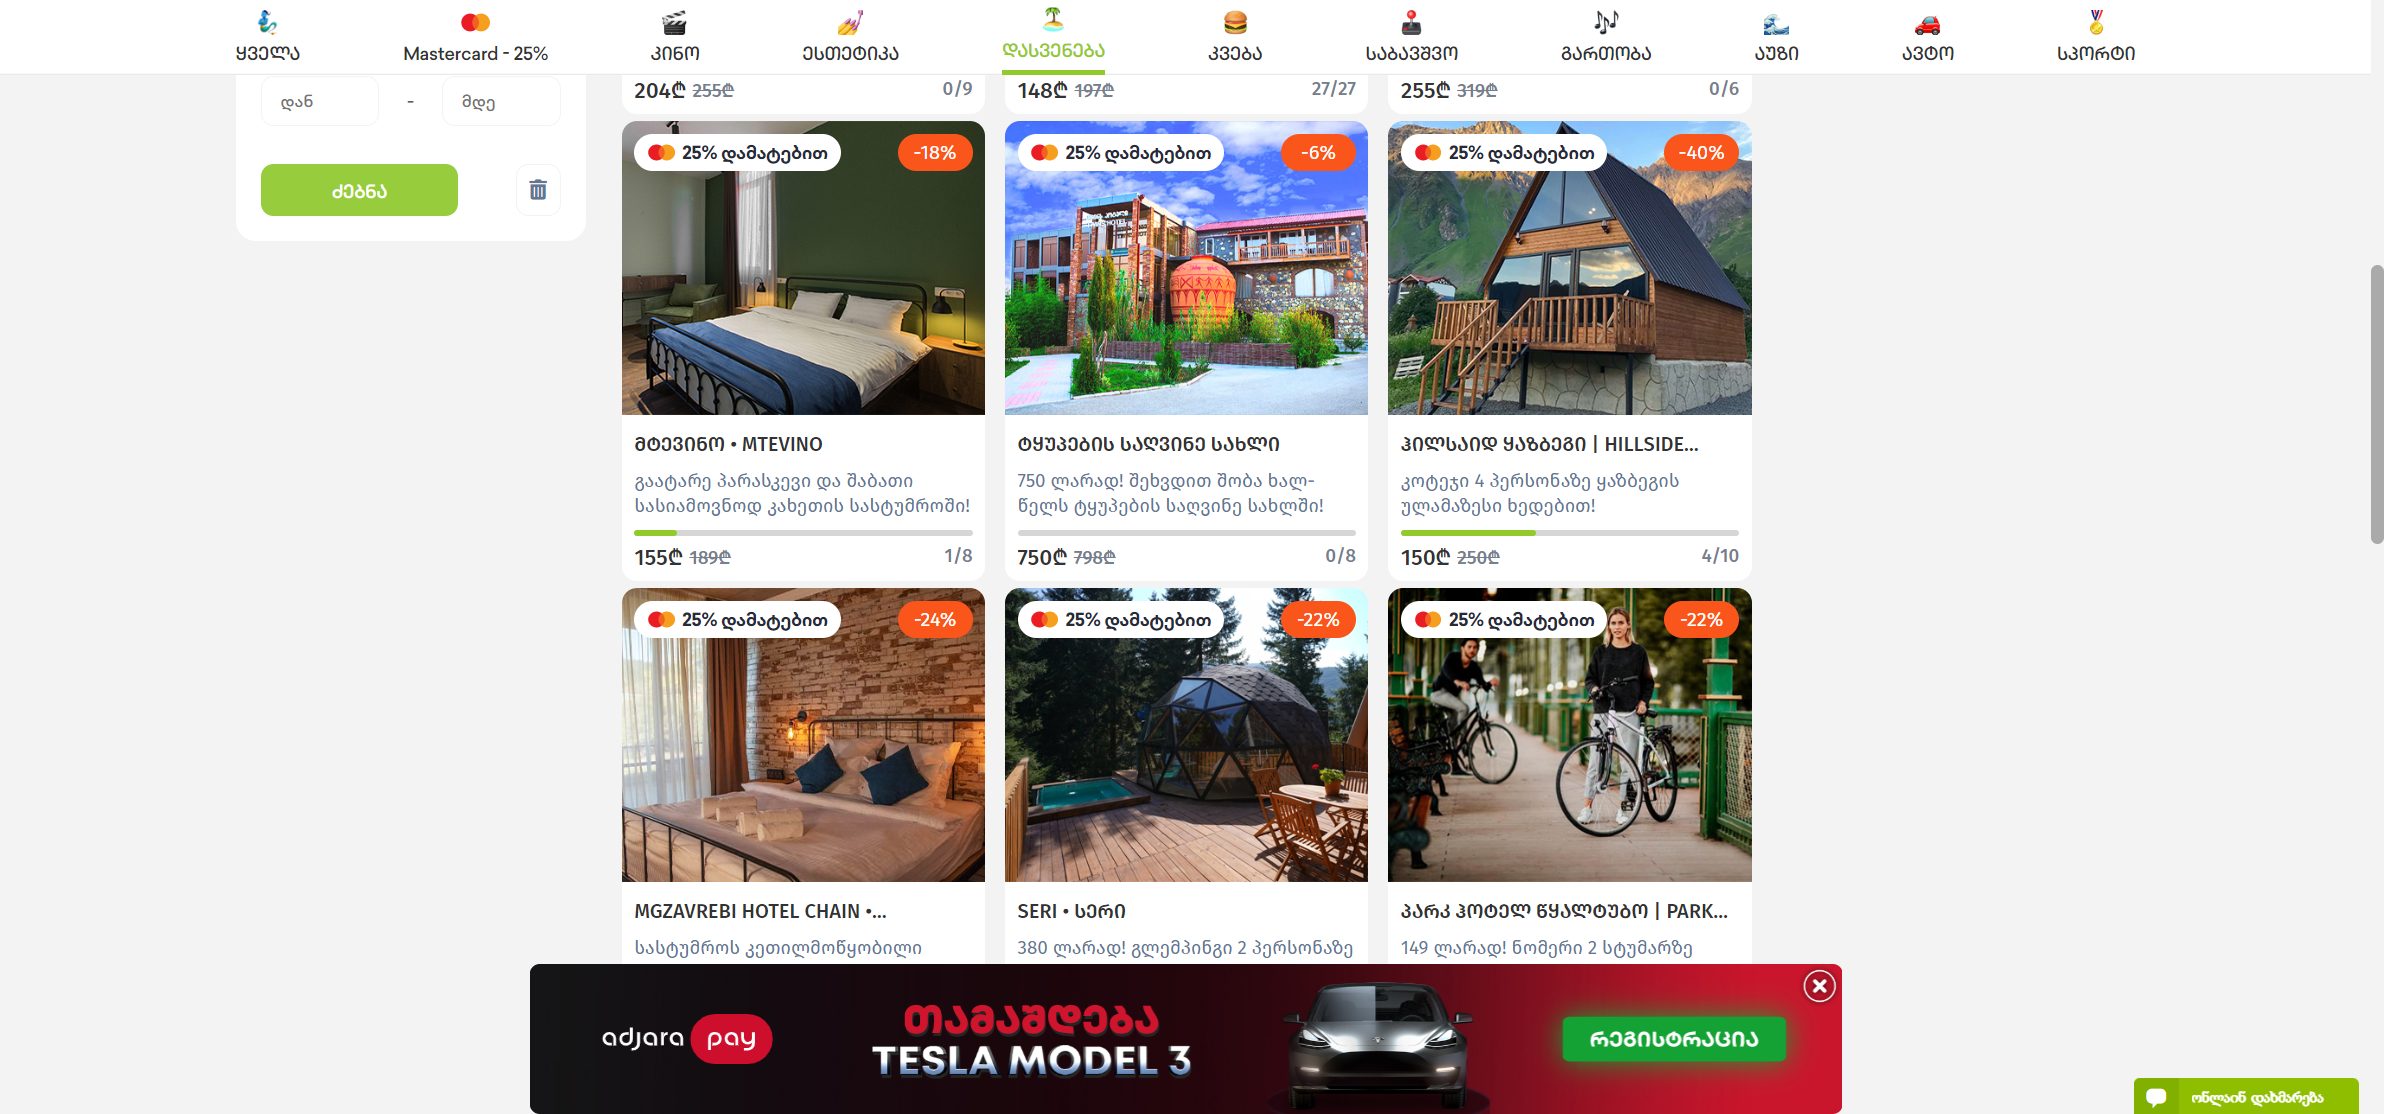 ყველა
Mastercard - 25%
კინო
ესთეტიკა
დასვენება
კვება
საბავშვო
გართობა
აუზი
ავტო
სპორტი
დან
-
მდე
ძებნა
204₾ 255₾ 0/9
148₾ 197₾ 27/27
255₾ 319₾ 0/6
25% დამატებით
-18%
მტევინო • MTEVINO
გაატარე პარასკევი და შაბათი
სასიამოვნოდ კახეთის სასტუმროში!
155₾ 189₾ 1/8
25% დამატებით
-6%
ტყუპების საღვინე სახლი
750 ლარად! შეხვდით შობა ხალ-
წელს ტყუპების საღვინე სახლში!
750₾ 798₾ 0/8
25% დამატებით
-40%
ჰილსაიდ ყაზბეგი | HILLSIDE...
კოტეჯი 4 პერსონაზე ყაზბეგის
ულამაზესი ხედებით!
150₾ 250₾ 4/10
25% დამატებით
-24%
MGZAVREBI HOTEL CHAIN •...
სასტუმროს კეთილმოწყობილი
25% დამატებით
-22%
SERI • სერი
380 ლარად! გლემპინგი 2 პერსონაზე
25% დამატებით
-22%
პარკ ჰოტელ წყალტუბო | PARK...
149 ლარად! ნომერი 2 სტუმარზე
adjara pay
თამაშდება
TESLA MODEL 3
რეგისტრაცია
ონლაინ დახმარება